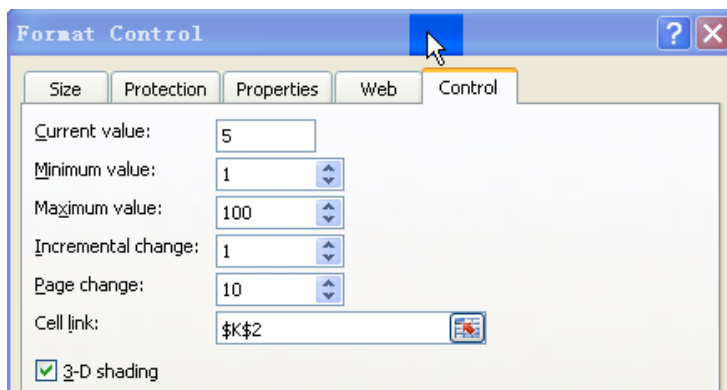 Format Control
?
Size Protection Properties Web Control
Current value: 5
Minimum value: 1
Maximum value: 100
Incremental change: 1
Page change: 10
Cell link: $K$2
3-D shading